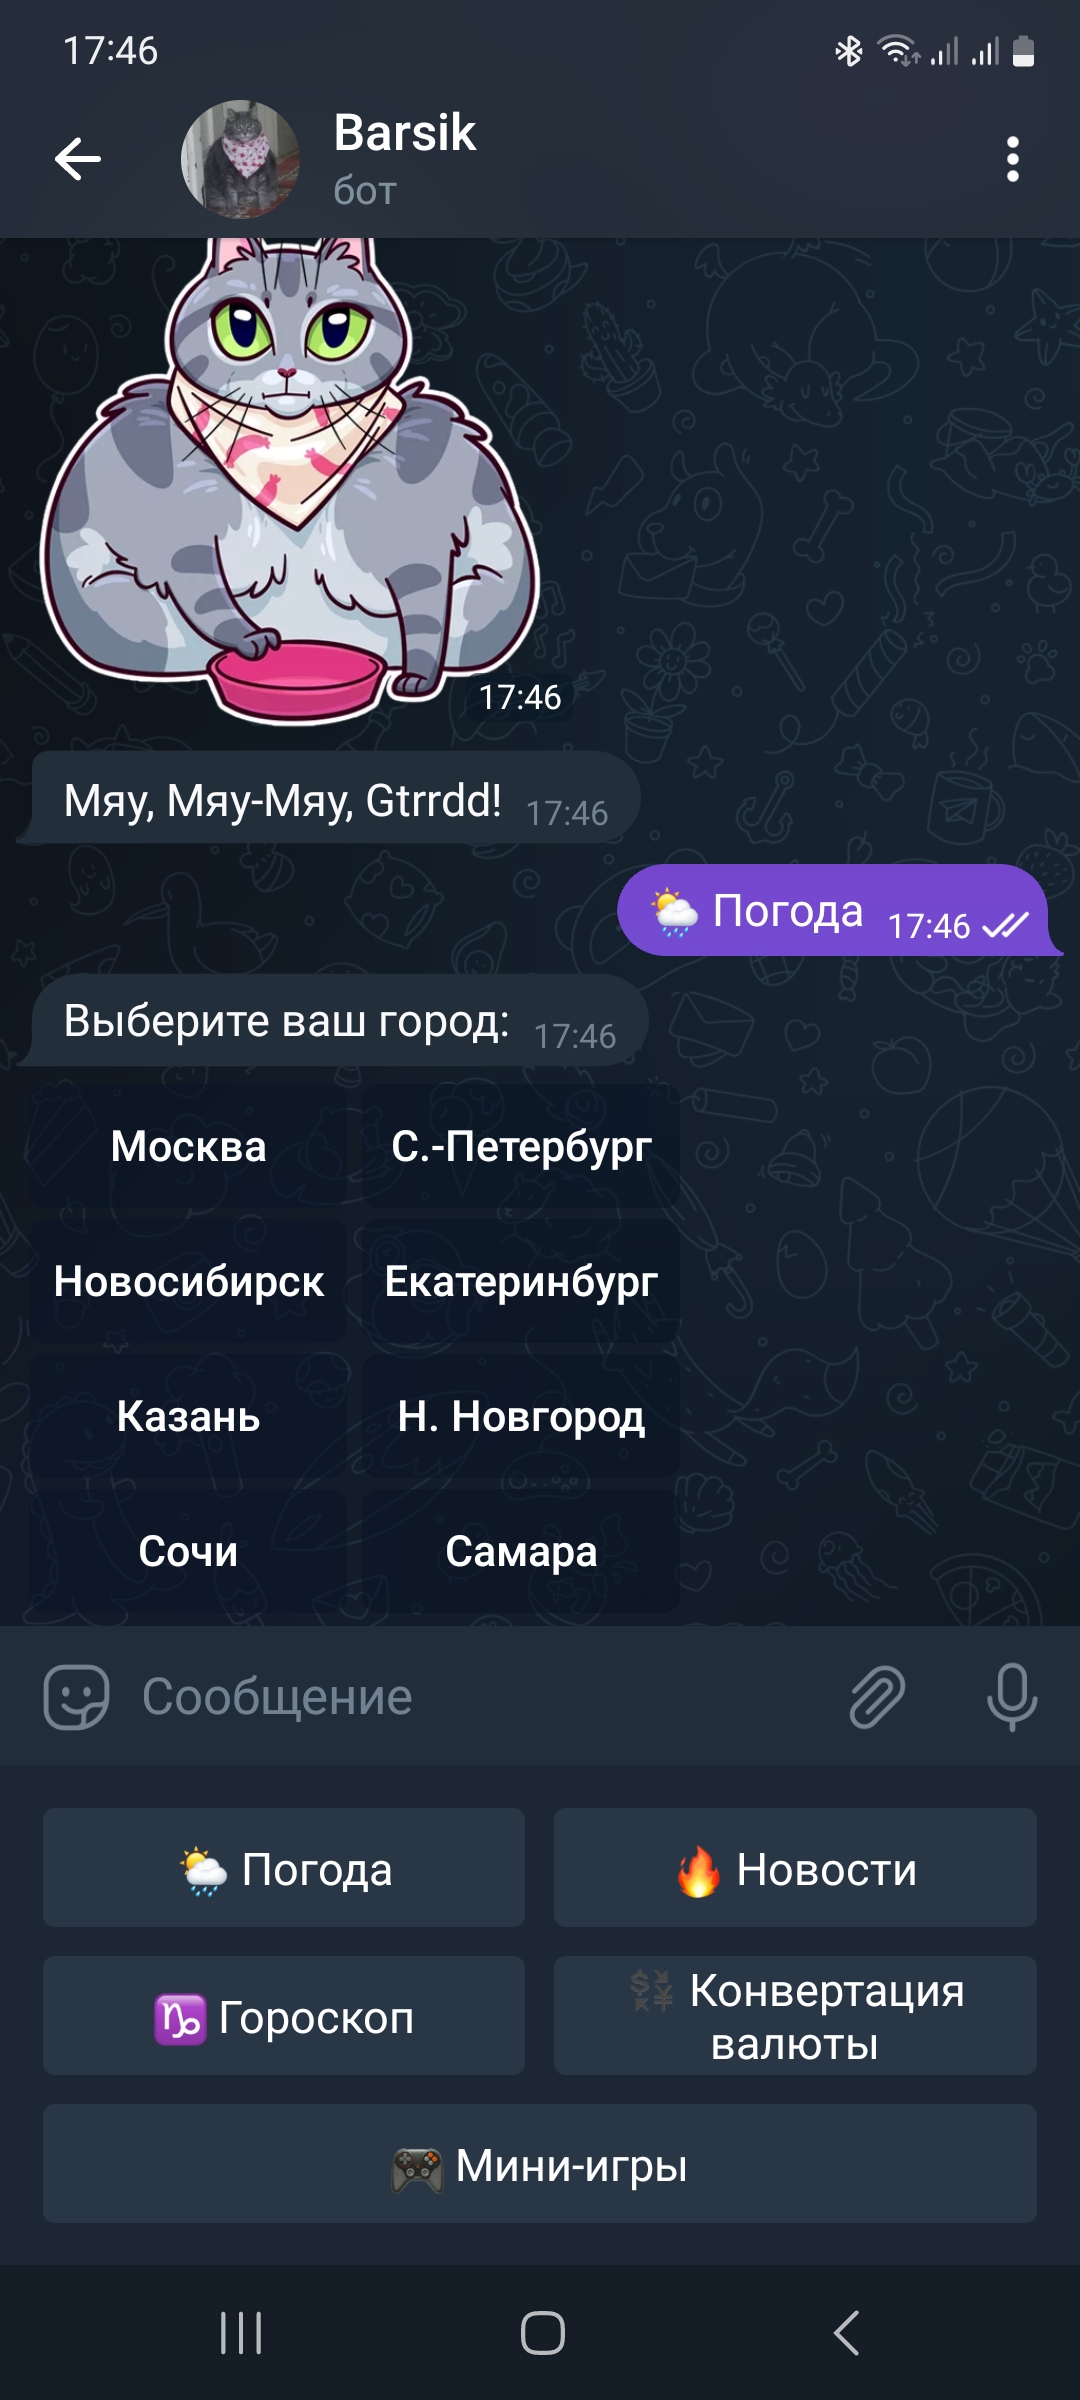 17:46
Barsik
бот
17:46
Мяу, Мяу-Мяу, Gtrrdd! 17:46
Погода 17:46
Выберите ваш город: 17:46
Москва С.-Петербург
Новосибирск Екатеринбург
Казань Н. Новгород
Сочи Самара
Сообщение
Погода Новости
Гороскоп Конвертация
валюты
Мини-игры